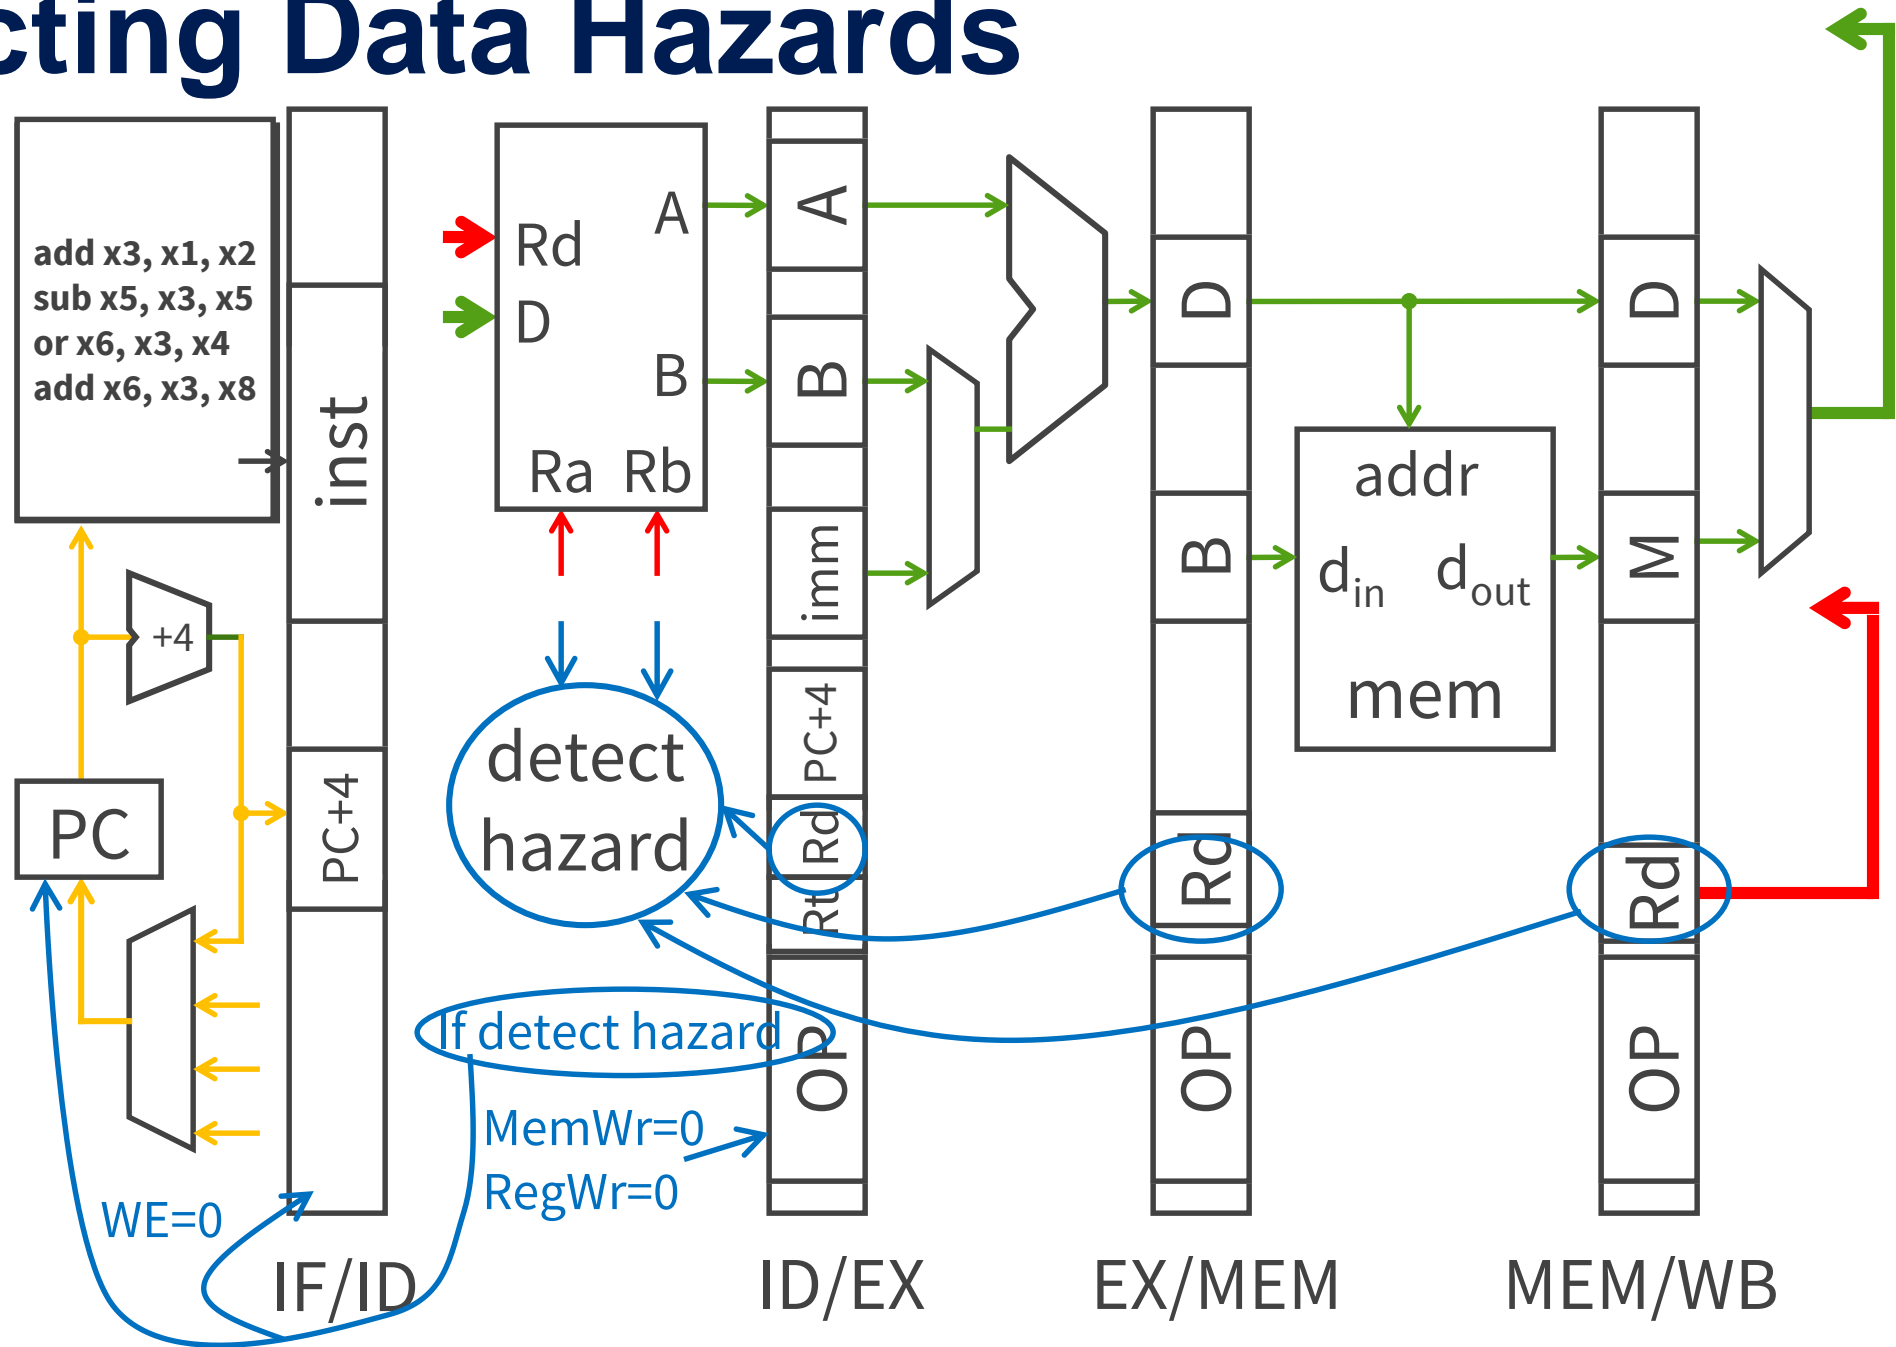 cting Data Hazards
add x3, x1, x2
sub x5, x3, x5
or x6, x3, x4
add x6, x3, x8
inst
+4
PC
PC+4
Rd
D
A
B
Ra Rb
detect
hazard
A
B
imm
PC+4
Rd
Rt
OP
If detect hazard
MemWr=0
RegWr=0
WE=0
D
B
Rd
OP
addr
din dout
mem
D
M
Rd
OP
IF/ID
ID/EX
EX/MEM
MEM/WB